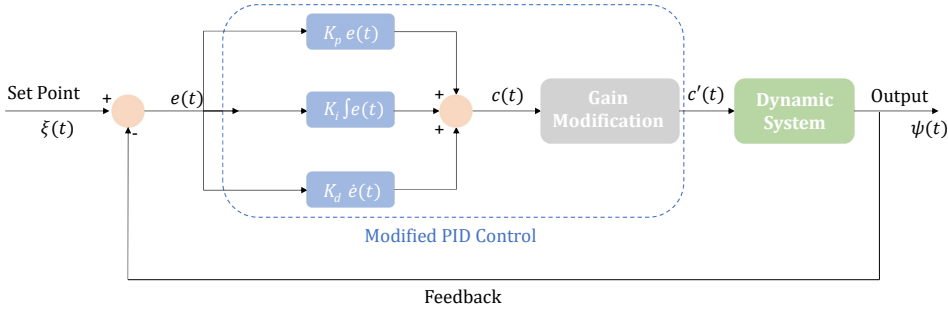 Set Point
ξ(t)
+
-
e(t)
K_p e(t)
K_i ∫e(t)
K_d ė(t)
+
+
c(t)
Gain
Modification
c′(t)
Dynamic
System
Output
ψ(t)
Modified PID Control
Feedback